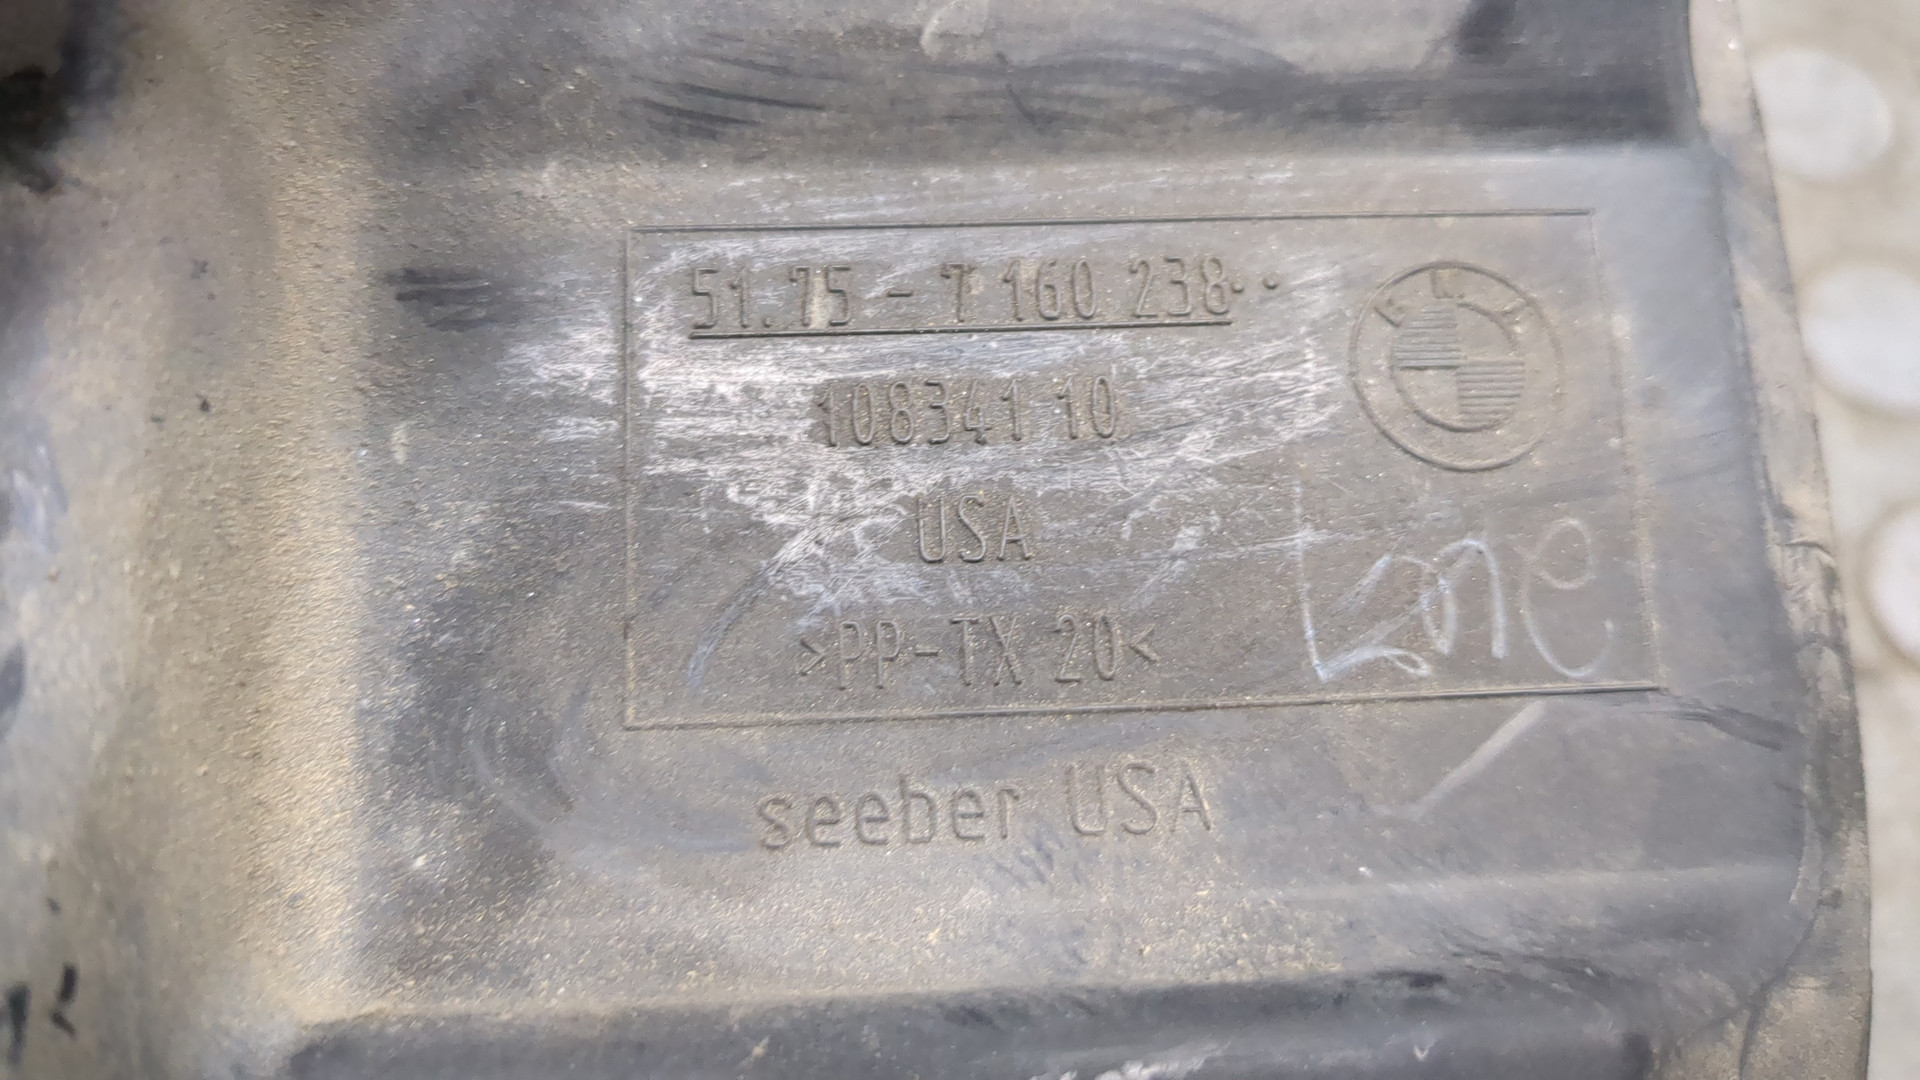 51.75 - 7 160 238..
108341 10
USA
>PP-TX 20<
seeber USA